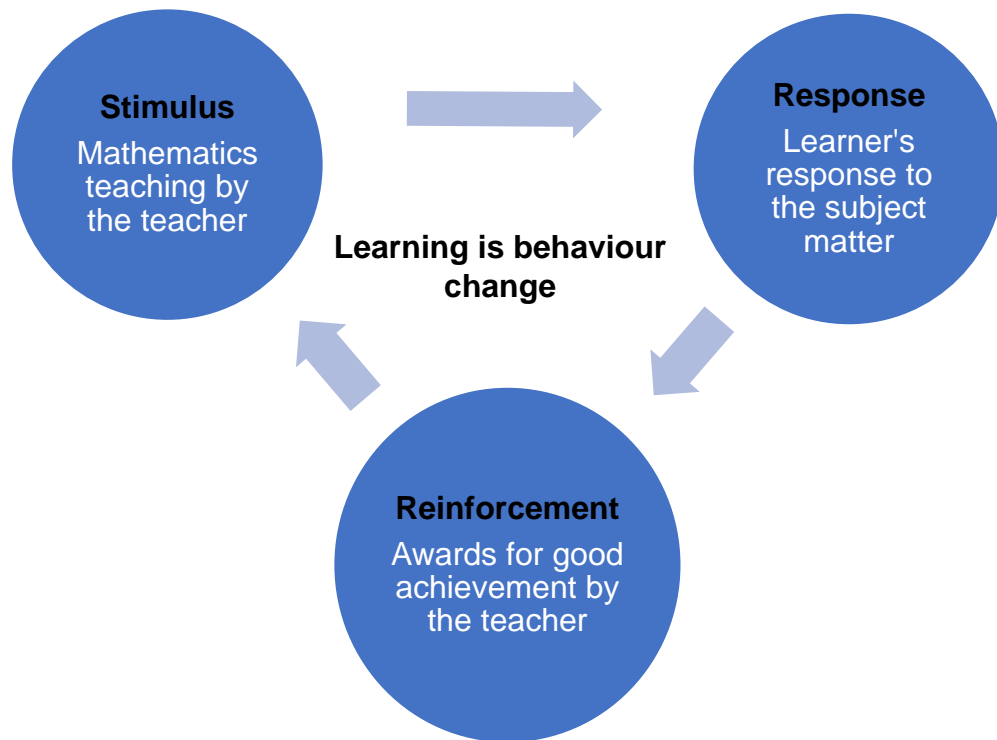 Stimulus
Mathematics
teaching by
the teacher
Response
Learner's
response to
the subject
matter
Learning is behaviour
change
Reinforcement
Awards for good
achievement by
the teacher